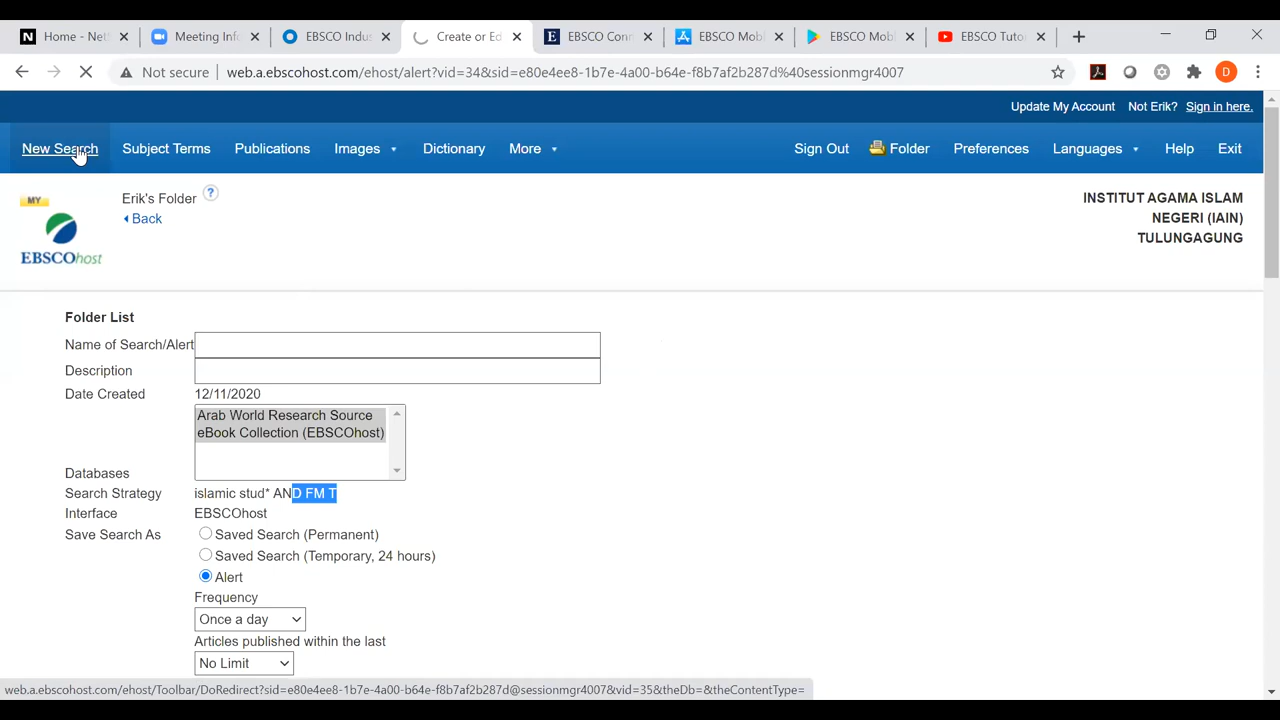 Home - Net
Meeting Info
EBSCO Indus
Create or Ed
EBSCO Conn
EBSCO Mobi
EBSCO Mobi
EBSCO Tuto
Not secure
web.a.ebscohost.com/ehost/alert?vid=34&sid=e80e4ee8-1b7e-4a00-b64e-f8b7af2b287d%40sessionmgr4007
D
Update My Account Not Erik? Sign in here.
New Search Subject Terms Publications Images Dictionary More Sign Out Folder Preferences Languages Help Exit
MY
EBSCOhost
Erik's Folder ?
Back
INSTITUT AGAMA ISLAM
NEGERI (IAIN)
TULUNGAGUNG
Folder List
Name of Search/Alert
Description
Date Created 12/11/2020
Arab World Research Source
eBook Collection (EBSCOhost)
Databases
Search Strategy islamic stud* AND FM T
Interface EBSCOhost
Save Search As Saved Search (Permanent)
Saved Search (Temporary, 24 hours)
Alert
Frequency
Once a day
Articles published within the last
No Limit
web.a.ebscohost.com/ehost/Toolbar/DoRedirect?sid=e80e4ee8-1b7e-4a00-b64e-f8b7af2b287d@sessionmgr4007&vid=35&theDb=&theContentType=